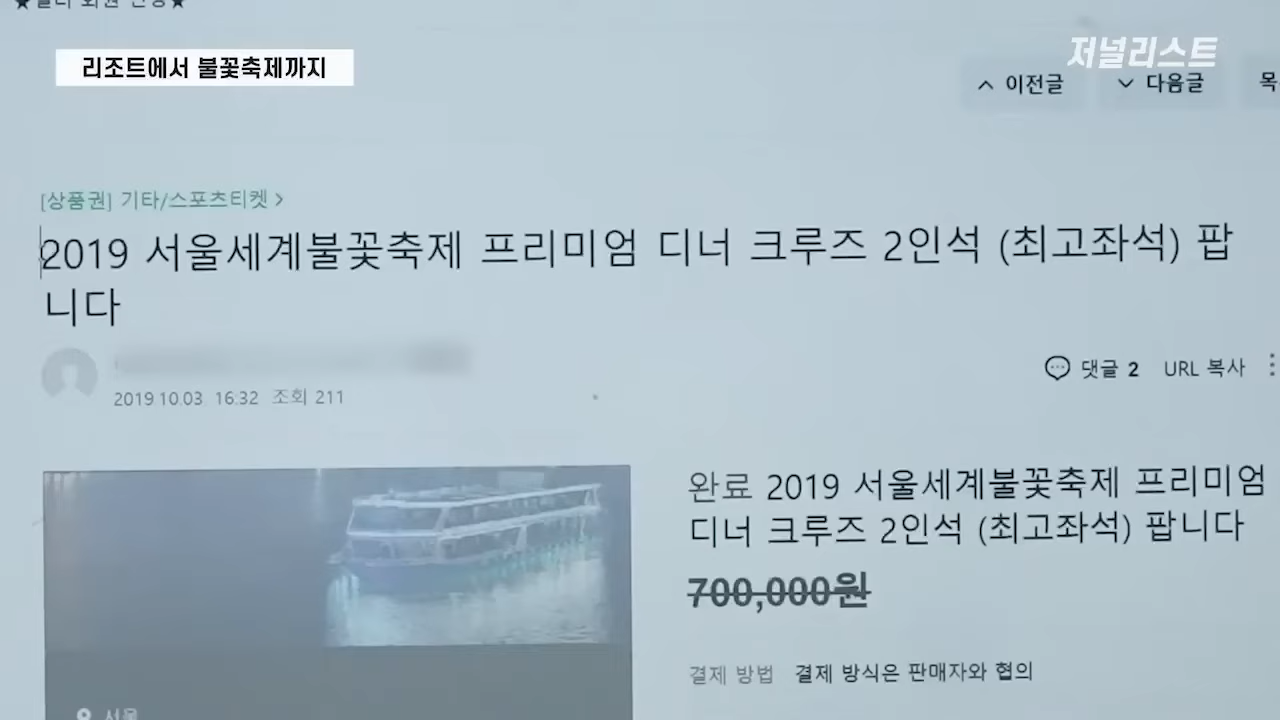 저널리스트
리조트에서 불꽃축제까지
이전글
다음글
목
[상품권] 기타/스포츠티켓 >
2019 서울세계불꽃축제 프리미엄 디너 크루즈 2인석 (최고좌석) 팝
니다
댓글 2 URL 복사
2019.10.03 16:32 조회 211
완료 2019 서울세계불꽃축제 프리미엄
디너 크루즈 2인석 (최고좌석) 팝니다
700,000원
결제 방법 결제 방식은 판매자와 협의
서울